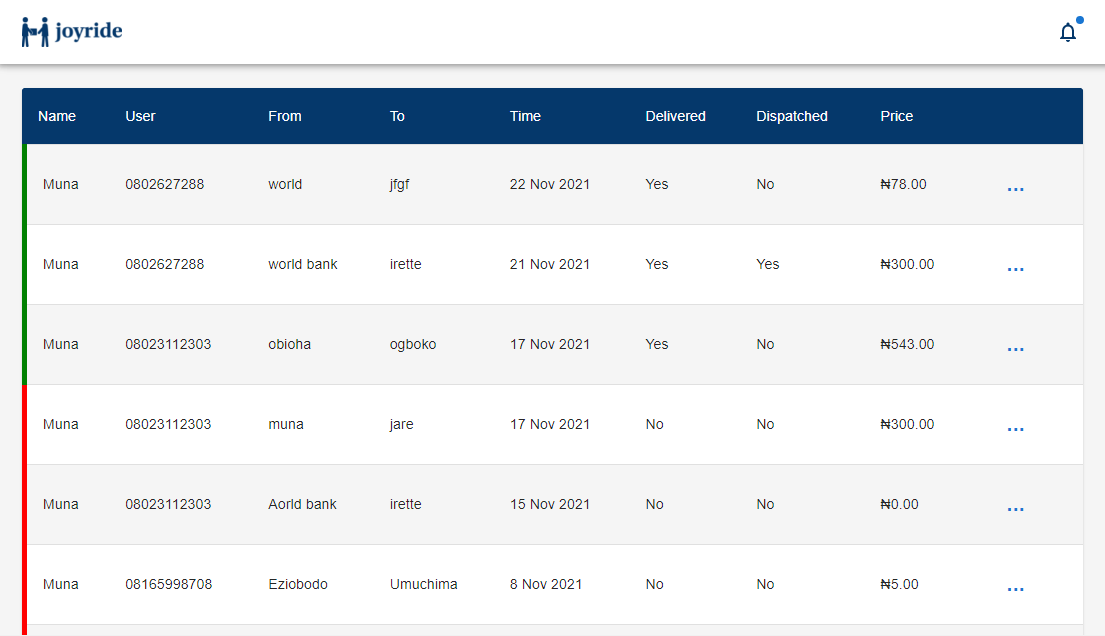 joyride
Name User From To Time Delivered Dispatched Price
Muna 0802627288 world jfgf 22 Nov 2021 Yes No ₦78.00 ...
Muna 0802627288 world bank irette 21 Nov 2021 Yes Yes ₦300.00 ...
Muna 08023112303 obioha ogboko 17 Nov 2021 Yes No ₦543.00 ...
Muna 08023112303 muna jare 17 Nov 2021 No No ₦300.00 ...
Muna 08023112303 Aorld bank irette 15 Nov 2021 No No ₦0.00 ...
Muna 08165998708 Eziobodo Umuchima 8 Nov 2021 No No ₦5.00 ...